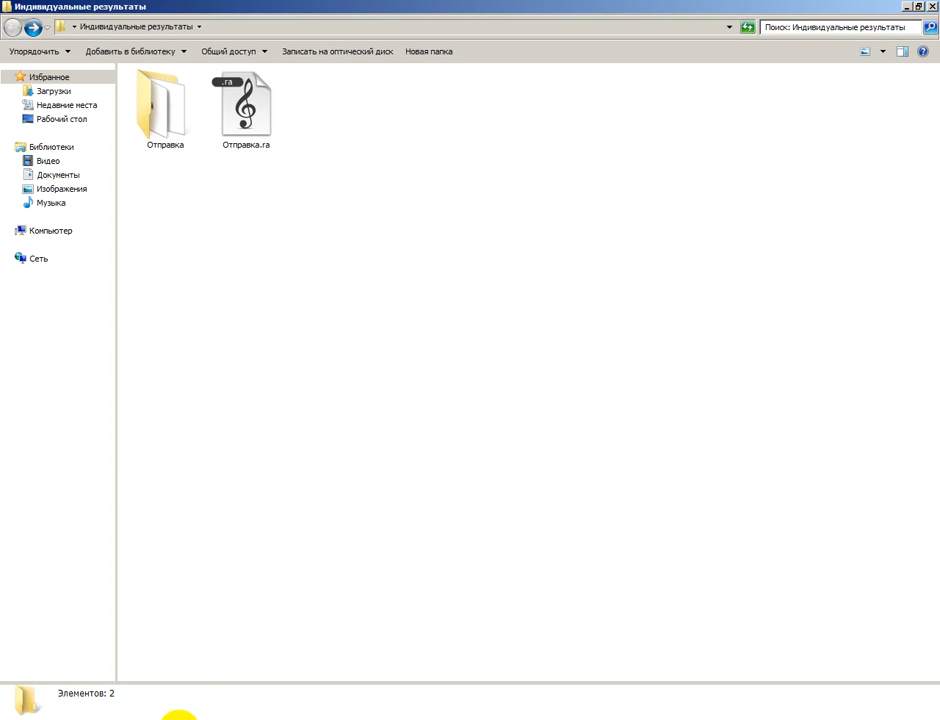 Индивидуальные результаты
Индивидуальные результаты
Поиск: Индивидуальные результаты
Упорядочить
Добавить в библиотеку
Общий доступ
Записать на оптический диск
Новая папка
Избранное
Загрузки
Недавние места
Рабочий стол
Библиотеки
Видео
Документы
Изображения
Музыка
Компьютер
Сеть
.ra
Отправка
Отправка.ra
Элементов: 2